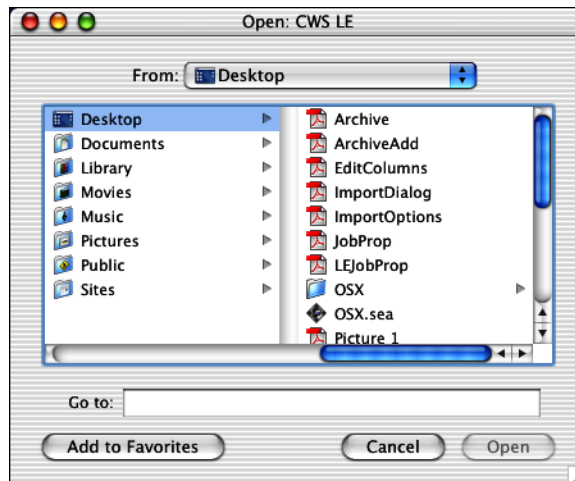 Open: CWS LE
From: Desktop
Desktop
Documents
Library
Movies
Music
Pictures
Public
Sites
Archive
ArchiveAdd
EditColumns
ImportDialog
ImportOptions
JobProp
LEJobProp
OSX
OSX.sea
Picture 1
Go to:
Add to Favorites
Cancel
Open